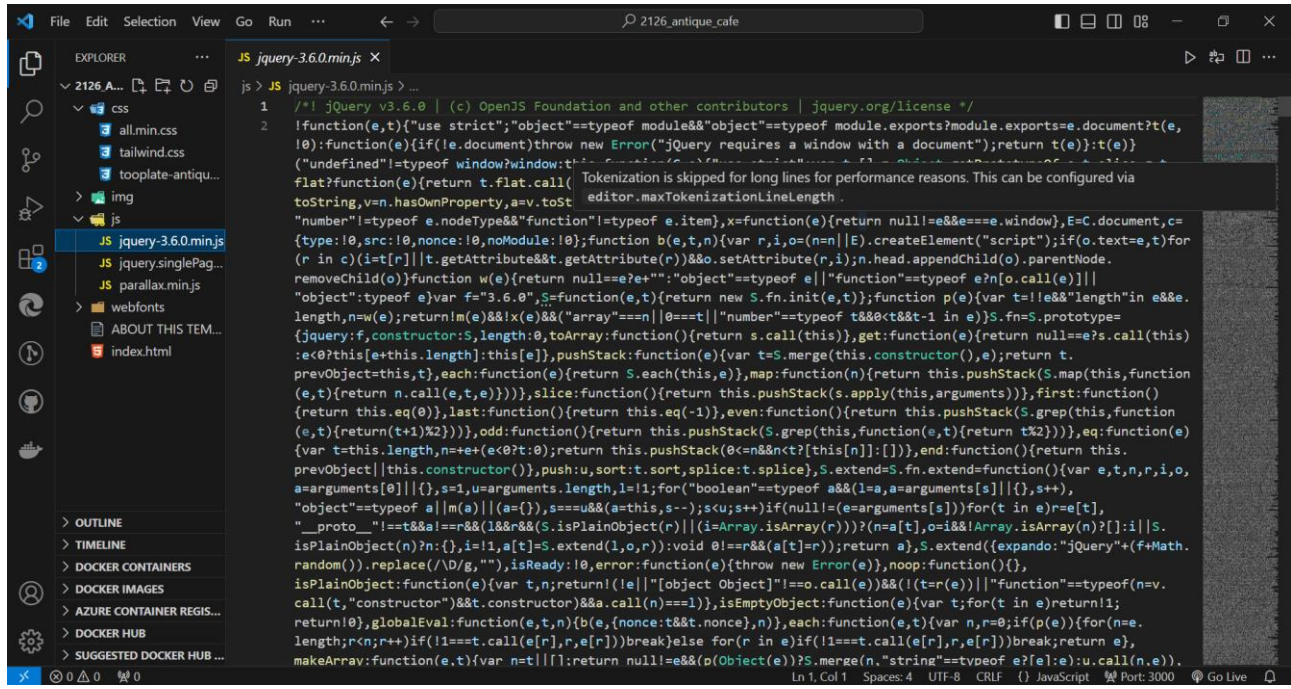 File Edit Selection View Go Run ... 2126_antique_cafe
EXPLORER ...
2126_A...
css
all.min.css
tailwind.css
tooplate-antiqu...
img
js
JS jquery-3.6.0.min.js
JS jquery.singlePag...
JS parallax.min.js
webfonts
ABOUT THIS TEM...
index.html
OUTLINE
TIMELINE
DOCKER CONTAINERS
DOCKER IMAGES
AZURE CONTAINER REGIS...
DOCKER HUB
SUGGESTED DOCKER HUB ...
2
JS jquery-3.6.0.min.js
js > JS jquery-3.6.0.min.js > ...
1 /*! jQuery v3.6.0 | (c) OpenJS Foundation and other contributors | jquery.org/license */
2 !function(e,t){"use strict";"object"==typeof module&&"object"==typeof module.exports?module.exports=e.document?t(e,
!0):function(e){if(!e.document)throw new Error("jQuery requires a window with a document");return t(e)}:t(e)}
("undefined"!=typeof window?window:
flat?function(e){return t.flat.call(
toString,v=n.hasOwnProperty,a=v.toSt
Tokenization is skipped for long lines for performance reasons. This can be configured via
editor.maxTokenizationLineLength .
"number"!=typeof e.nodeType&&"function"!=typeof e.item},x=function(e){return null!=e&&e===e.window},E=C.document,c=
{type:!0,src:!0,nonce:!0,noModule:!0};function b(e,t,n){var r,i,o=(n=n||E).createElement("script");if(o.text=e,t)for
(r in c)(i=t[r]||t.getAttribute&&t.getAttribute(r))&&o.setAttribute(r,i);n.head.appendChild(o).parentNode.
removeChild(o)}function w(e){return null==e?e+"":"object"==typeof e||"function"==typeof e?n[o.call(e)]||
"object":typeof e}var f="3.6.0",S=function(e,t){return new S.fn.init(e,t)};function p(e){var t=!!e&&"length"in e&&e.
length,n=w(e);return!m(e)&&!x(e)&&("array"===n||0===t||"number"==typeof t&&0<t&&t-1 in e)}S.fn=S.prototype=
{jquery:f,constructor:S,length:0,toArray:function(){return s.call(this)},get:function(e){return null==e?s.call(this)
:e<0?this[e+this.length]:this[e]},pushStack:function(e){var t=S.merge(this.constructor(),e);return t.
prevObject=this,t},each:function(e){return S.each(this,e)},map:function(n){return this.pushStack(S.map(this,function
(e,t){return n.call(e,t,e)}))},slice:function(){return this.pushStack(s.apply(this,arguments))},first:function()
{return this.eq(0)},last:function(){return this.eq(-1)},even:function(){return this.pushStack(S.grep(this,function
(e,t){return(t+1)%2}))},odd:function(){return this.pushStack(S.grep(this,function(e,t){return t%2}))},eq:function(e)
{var t=this.length,n=+e+(e<0?t:0);return this.pushStack(0<=n&&n<t?[this[n]]:[])},end:function(){return this.
prevObject||this.constructor()},push:u,sort:t.sort,splice:t.splice},S.extend=S.fn.extend=function(){var e,t,n,r,i,o,
a=arguments[0]||{},s=1,u=arguments.length,l=!1;for("boolean"==typeof a&&(l=a,a=arguments[s]||{},s++),
"object"==typeof a||m(a)||(a={}),s===u&&(a=this,s--);s<u;s++)if(null!=(e=arguments[s]))for(t in e)r=e[t],
"__proto__"!==t&&a!==r&&(l&&r&&(S.isPlainObject(r)||(i=Array.isArray(r)))?(n=a[t],o=i&&!Array.isArray(n)?[]:i||S.
isPlainObject(n)?n:{},i=!1,a[t]=S.extend(l,o,r)):void 0!==r&&(a[t]=r));return a},S.extend({expando:"jQuery"+(f+Math.
random()).replace(/\D/g,""),isReady:!0,error:function(e){throw new Error(e)},noop:function(){},
isPlainObject:function(e){var t,n;return!(!e||"[object Object]"!==o.call(e))&&(!(t=r(e))||"function"==typeof(n=v.
call(t,"constructor")&&t.constructor)&&a.call(n)===l)},isEmptyObject:function(e){var t;for(t in e)return!1;
return!0},globalEval:function(e,t,n){b(e,{nonce:t&&t.nonce},n)},each:function(e,t){var n,r=0;if(p(e)){for(n=e.
length;r<n;r++)if(!1===t.call(e[r],r,e[r]))break}else for(r in e)if(!1===t.call(e[r],r,e[r]))break;return e},
makeArray:function(e,t){var n=t||[];return null!=e&&(p(Object(e))?S.merge(n,"string"==typeof e?[e]:e):u.call(n,e)),
0 0 0 Ln 1, Col 1 Spaces: 4 UTF-8 CRLF {} JavaScript Port: 3000 Go Live